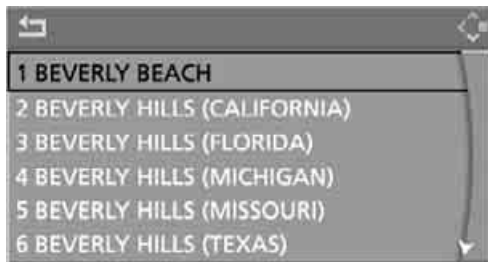 1 BEVERLY BEACH
2 BEVERLY HILLS (CALIFORNIA)
3 BEVERLY HILLS (FLORIDA)
4 BEVERLY HILLS (MICHIGAN)
5 BEVERLY HILLS (MISSOURI)
6 BEVERLY HILLS (TEXAS)